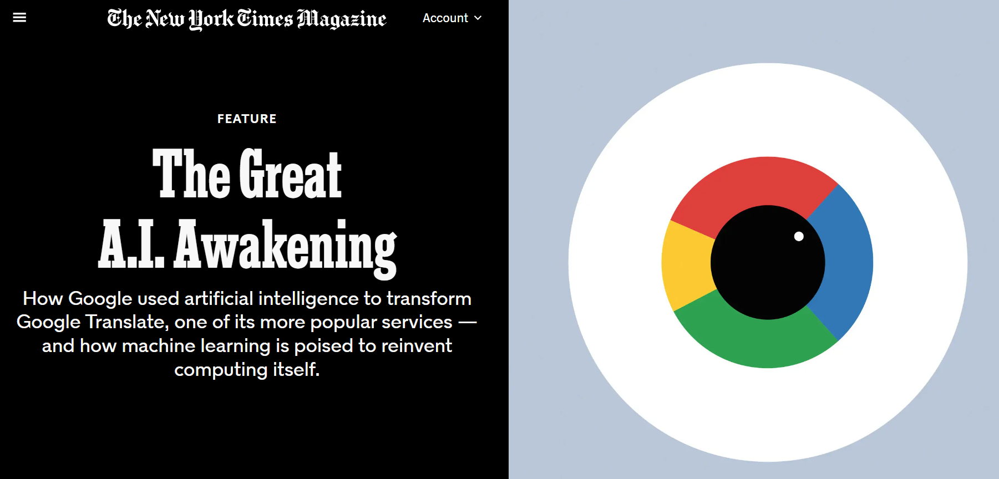 The New York Times Magazine
Account
FEATURE
The Great
A.I. Awakening
How Google used artificial intelligence to transform
Google Translate, one of its more popular services —
and how machine learning is poised to reinvent
computing itself.